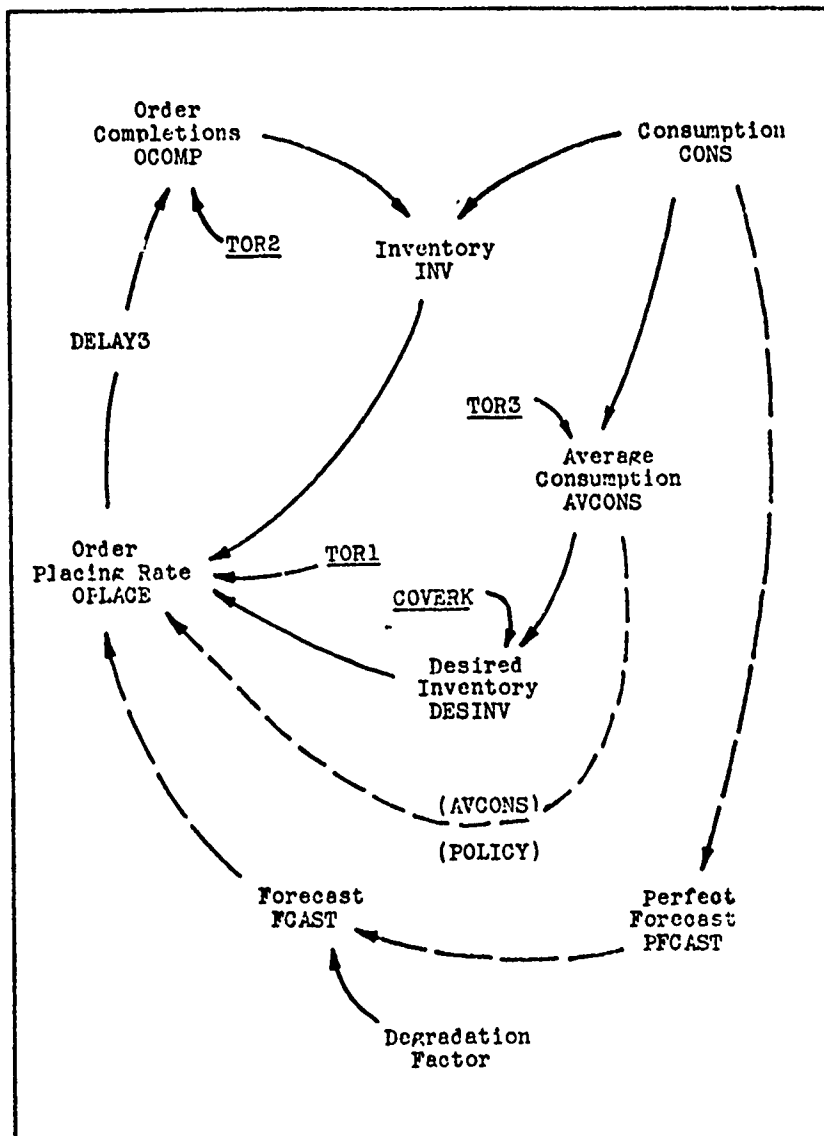 Order
Completions
OCOMP
Consumption
CONS
TOR2
Inventory
INV
DELAY3
TOR3
Average
Consumption
AVCONS
Order
Placing Rate
OPLACE
TOR1
COVERK
Desired
Inventory
DESINV
(AVCONS)
(POLICY)
Forecast
FCAST
Perfect
Forecast
PFCAST
Degradation
Factor